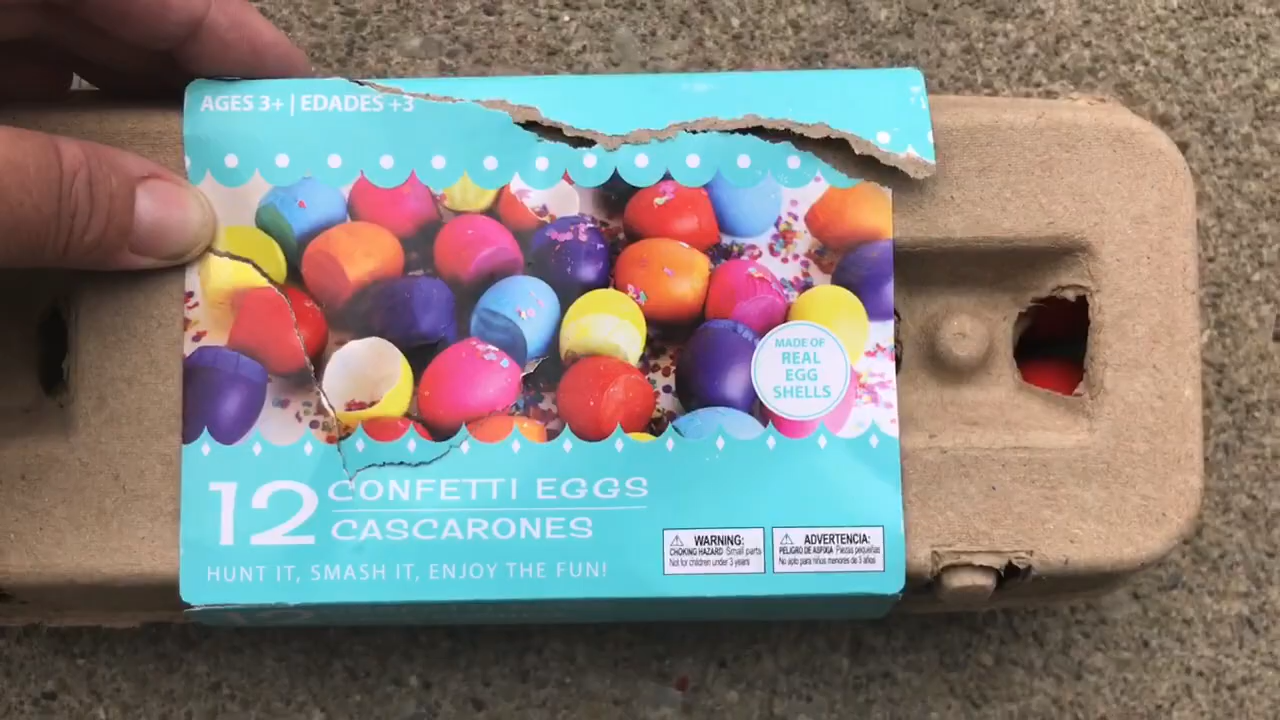 AGES 3+ | EDADES +3
MADE OF
REAL
EGG
SHELLS
12 CONFETTI EGGS
CASCARONES
HUNT IT, SMASH IT, ENJOY THE FUN!
WARNING:
CHOKING HAZARD Small parts
Not for children under 3 years
ADVERTENCIA:
PELIGRO DE ASFIXIA Piezas pequeñas
No apto para niños menores de 3 años